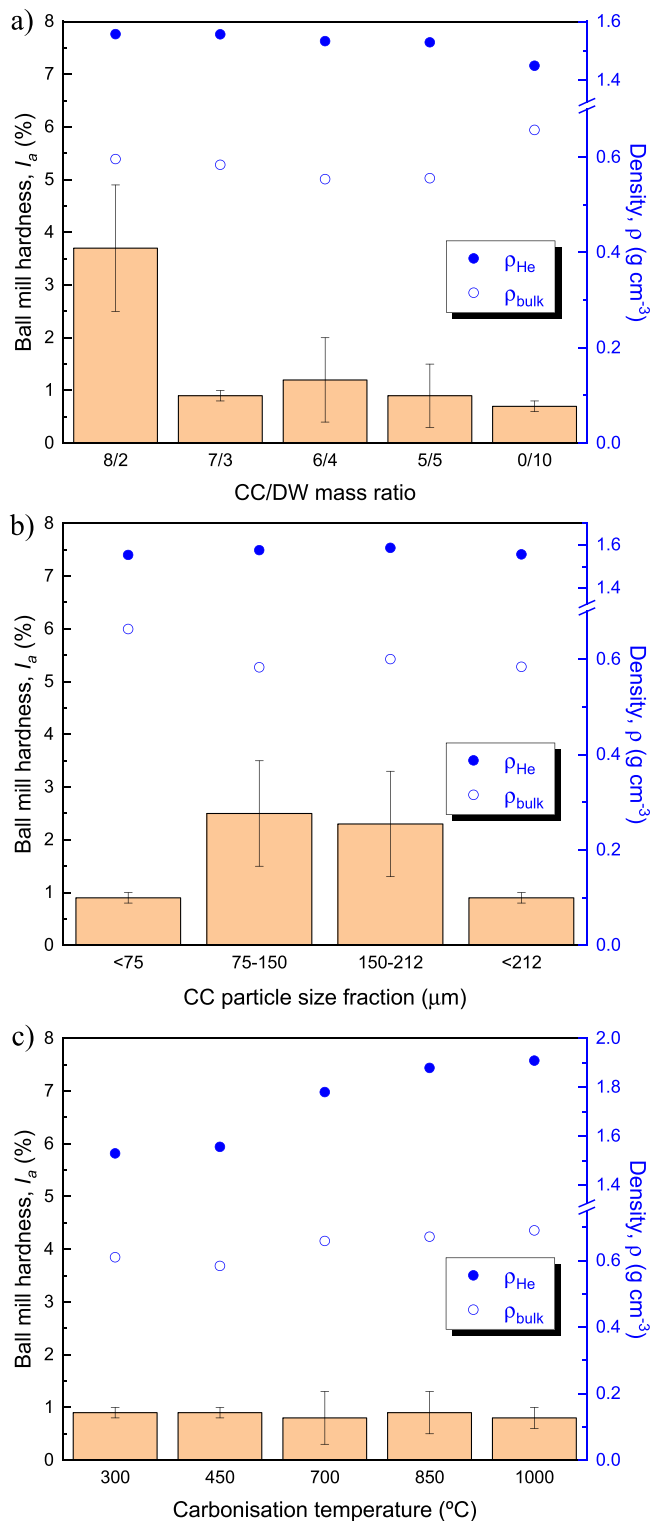 a)
8
7
6
5
4
3
2
1
0
Ball mill hardness, Iₐ (%)
1.6
1.4
0.6
0.4
0.2
0.0
Density, ρ (g cm⁻³)
ρHe
ρbulk
8/2 7/3 6/4 5/5 0/10
CC/DW mass ratio
b)
8
7
6
5
4
3
2
1
0
Ball mill hardness, Iₐ (%)
1.6
1.4
0.6
0.4
0.2
0.0
Density, ρ (g cm⁻³)
ρHe
ρbulk
<75 75-150 150-212 <212
CC particle size fraction (μm)
c)
8
7
6
5
4
3
2
1
0
Ball mill hardness, Iₐ (%)
2.0
1.8
1.6
1.4
0.6
0.4
0.2
0.0
Density, ρ (g cm⁻³)
ρHe
ρbulk
300 450 700 850 1000
Carbonisation temperature (ºC)